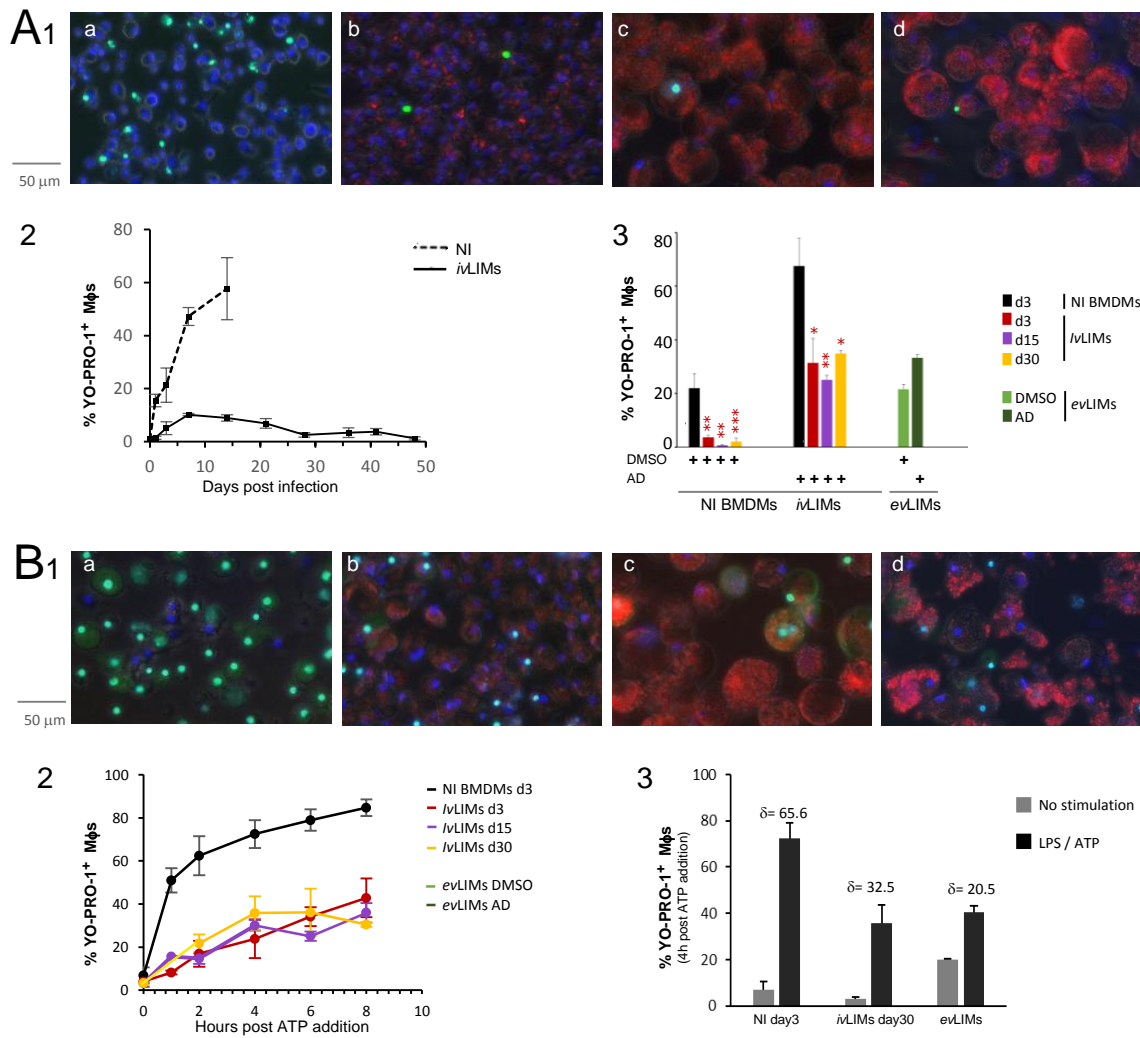 A1
a
b
c
d
50 µm
2
80
60
40
20
0
% YO-PRO-1+ Mϕs
0 10 20 30 40 50
Days post infection
NI
ivLIMs
3
80
60
40
20
0
% YO-PRO-1+ Mϕs
** ** ***
* ** *
DMSO + + + + +
AD + + + + +
NI BMDMs ivLIMs evLIMs
d3 NI BMDMs
d3
d15 IvLIMs
d30
DMSO
AD evLIMs
B1
a
b
c
d
50 µm
2
100
80
60
40
20
0
% YO-PRO-1+ Mϕs
0 2 4 6 8 10
Hours post ATP addition
NI BMDMs d3
IvLIMs d3
IvLIMs d15
IvLIMs d30
evLIMs DMSO
evLIMs AD
3
100
80
60
40
20
0
% YO-PRO-1+ Mϕs
(4h post ATP addition)
δ= 65.6
δ= 32.5
δ= 20.5
NI day3 ivLIMs day30 evLIMs
No stimulation
LPS / ATP